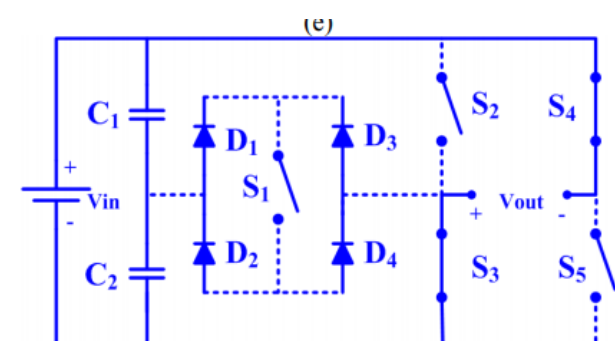 (e)
C1 D1 D3 S2 S4
+ S1
Vin Vout
- + -
C2 D2 D4 S3 S5